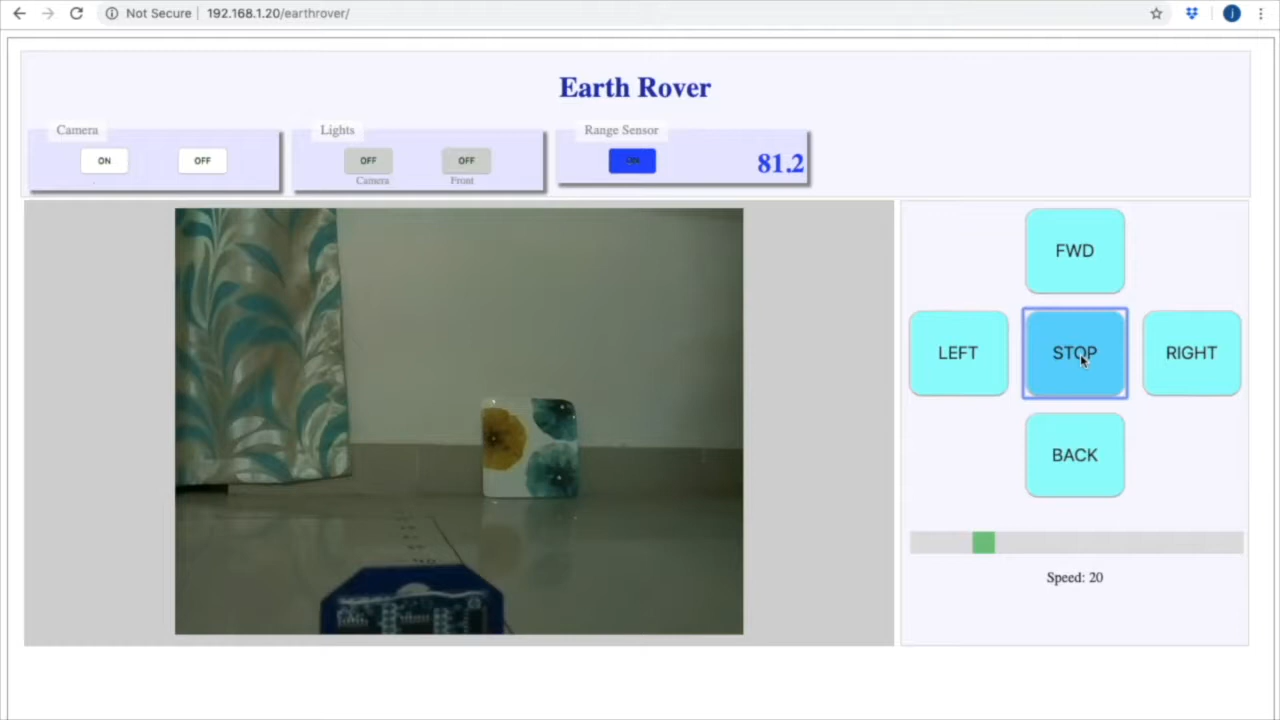 Not Secure 192.168.1.20/earthrover/
Earth Rover
Camera
ON OFF
Lights
OFF OFF
Camera Front
Range Sensor
ON 81.2
FWD
LEFT STOP RIGHT
BACK
Speed: 20